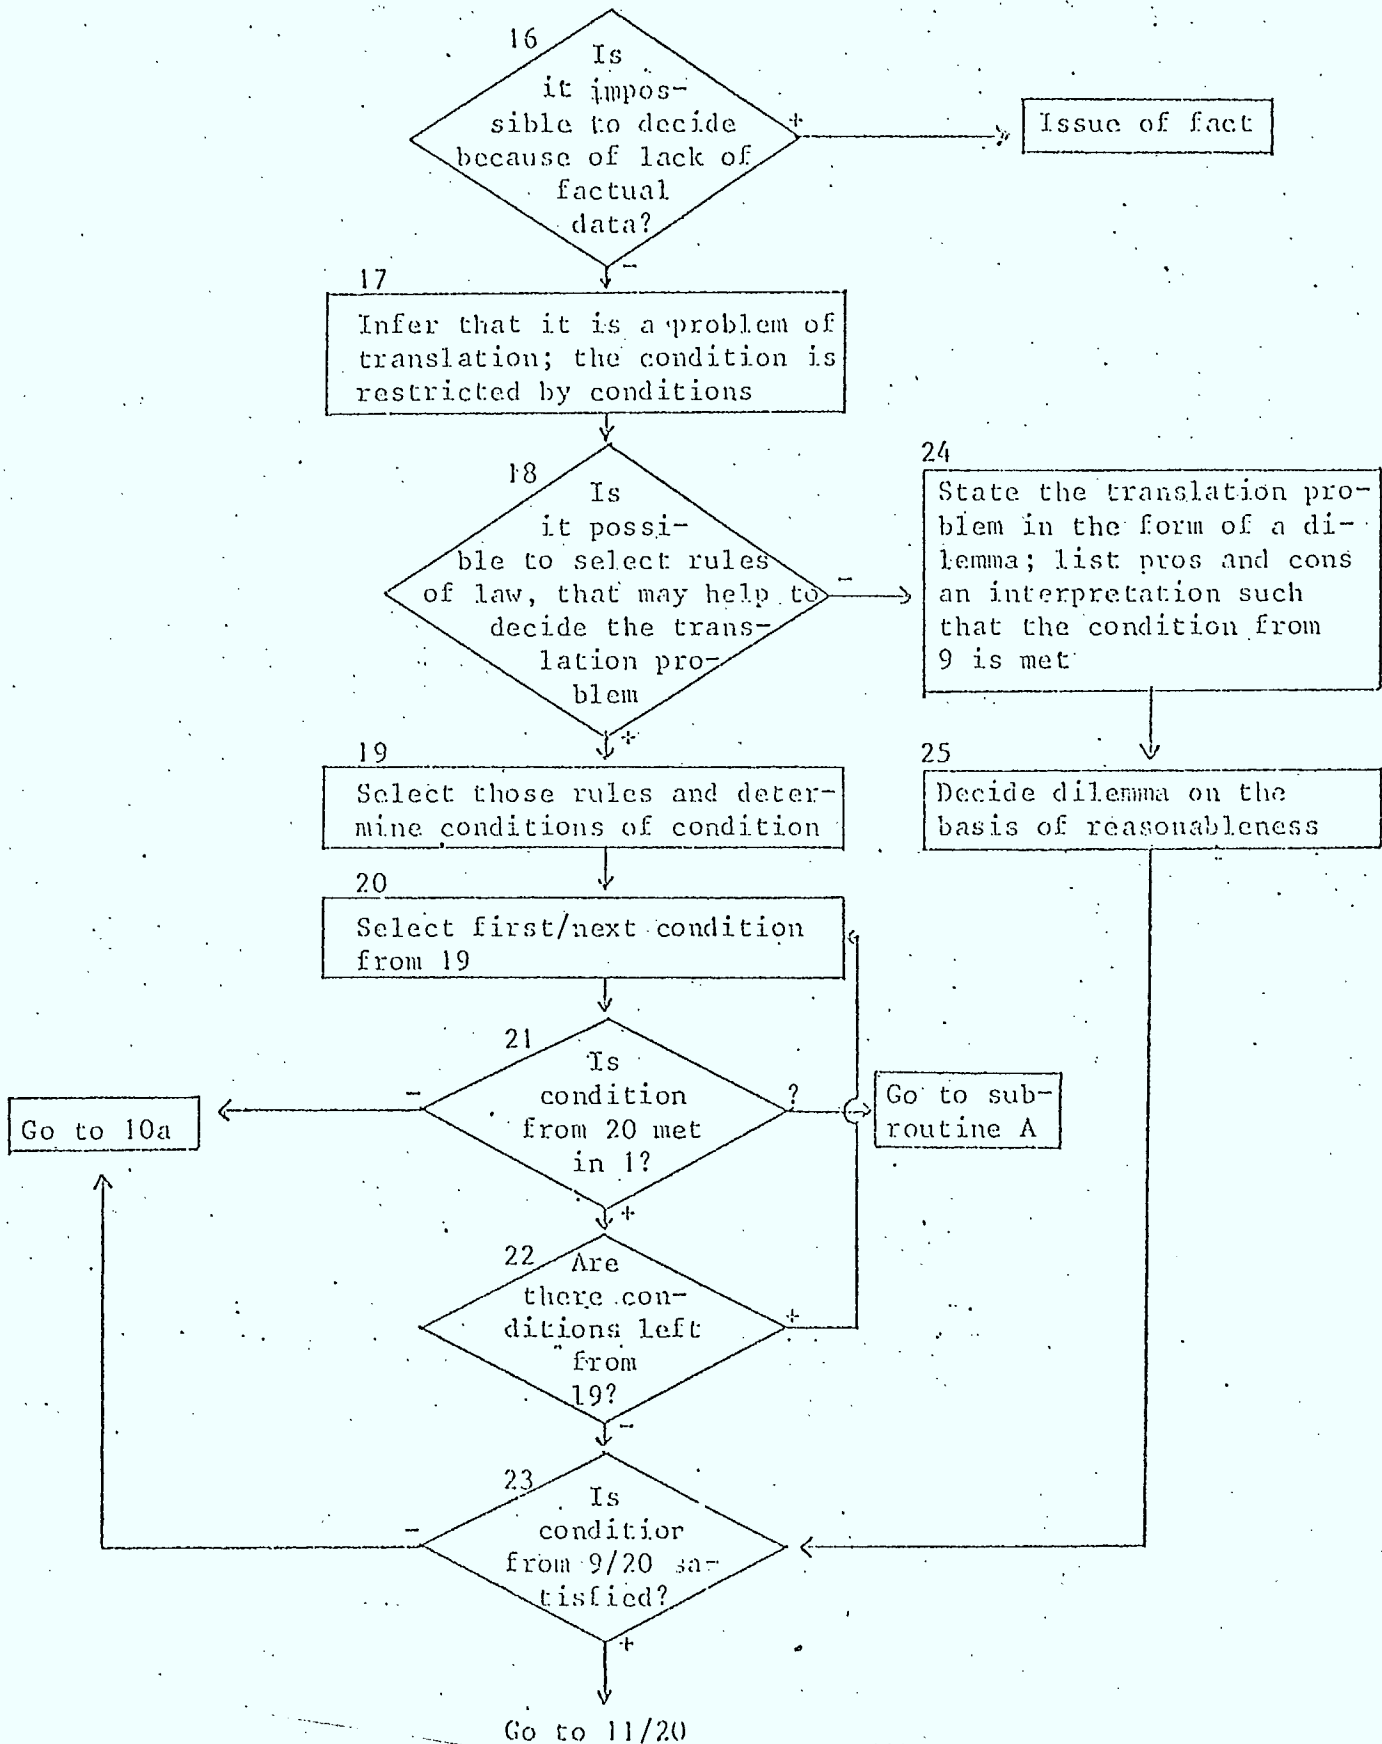 16
Is
it impos-
sible to decide
because of lack of
factual
data?
+
Issue of fact
-
17
Infer that it is a problem of
translation; the condition is
restricted by conditions
18
Is
it possi-
ble to select rules
of law, that may help to
decide the trans-
lation pro-
blem
-
24
State the translation pro-
blem in the form of a di-
lemma; list pros and cons
an interpretation such
that the condition from
9 is met
+
19
Select those rules and deter-
mine conditions of condition
25
Decide dilemma on the
basis of reasonableness
20
Select first/next condition
from 19
21
Is
condition
from 20 met
in 1?
-
Go to 10a
?
Go to sub-
routine A
+
22
Are
there con-
ditions left
from
19?
+
-
23
Is
conditior
from 9/20 sa-
tisfied?
-
+
Go to 11/20